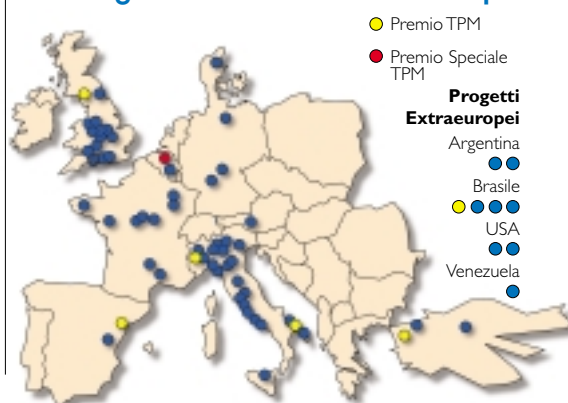 Premio TPM
Premio Speciale
TPM
Progetti
Extraeuropei
Argentina
Brasile
USA
Venezuela